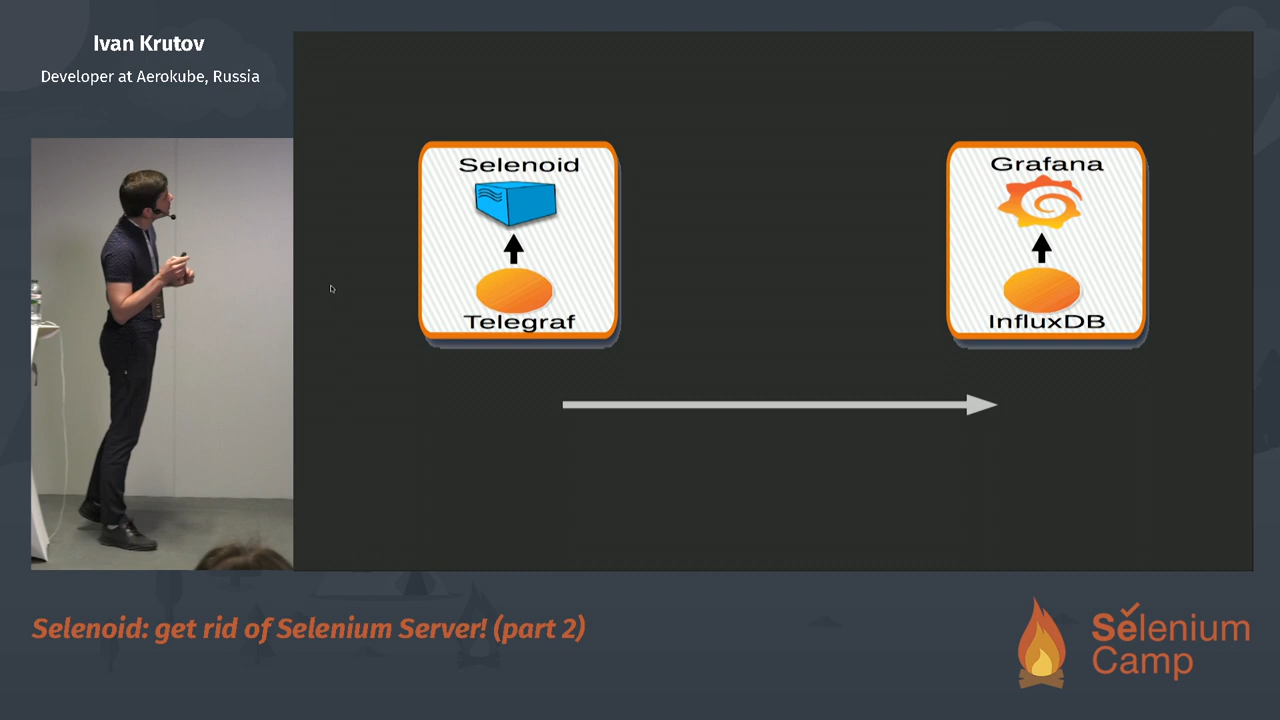 Ivan Krutov
Developer at Aerokube, Russia
Selenoid
Telegraf
Grafana
InfluxDB
Selenoid: get rid of Selenium Server! (part 2)
Selenium
Camp